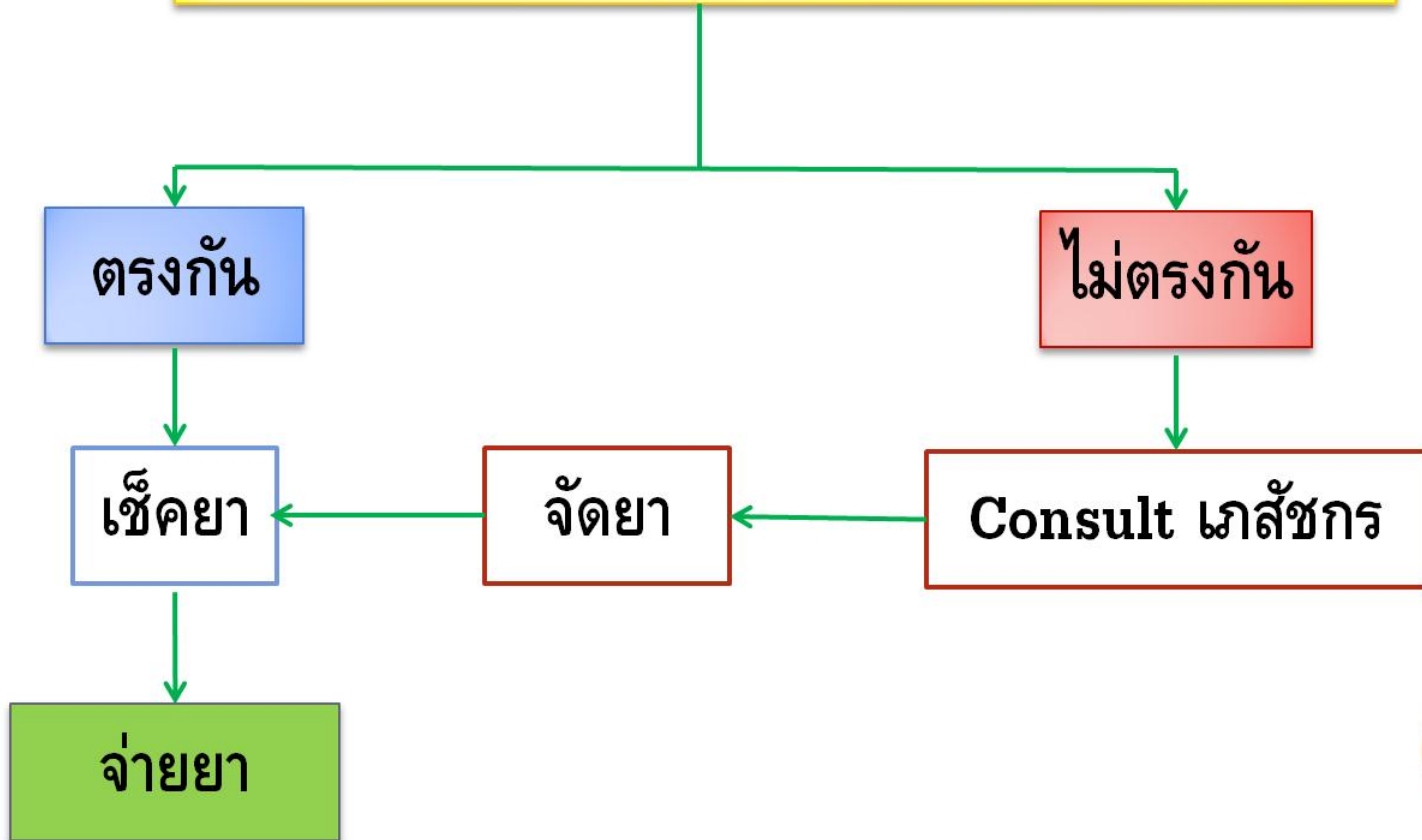 ตรงกัน
ไม่ตรงกัน
เช็คยา
จัดยา
Consult เภสัชกร
จ่ายยา